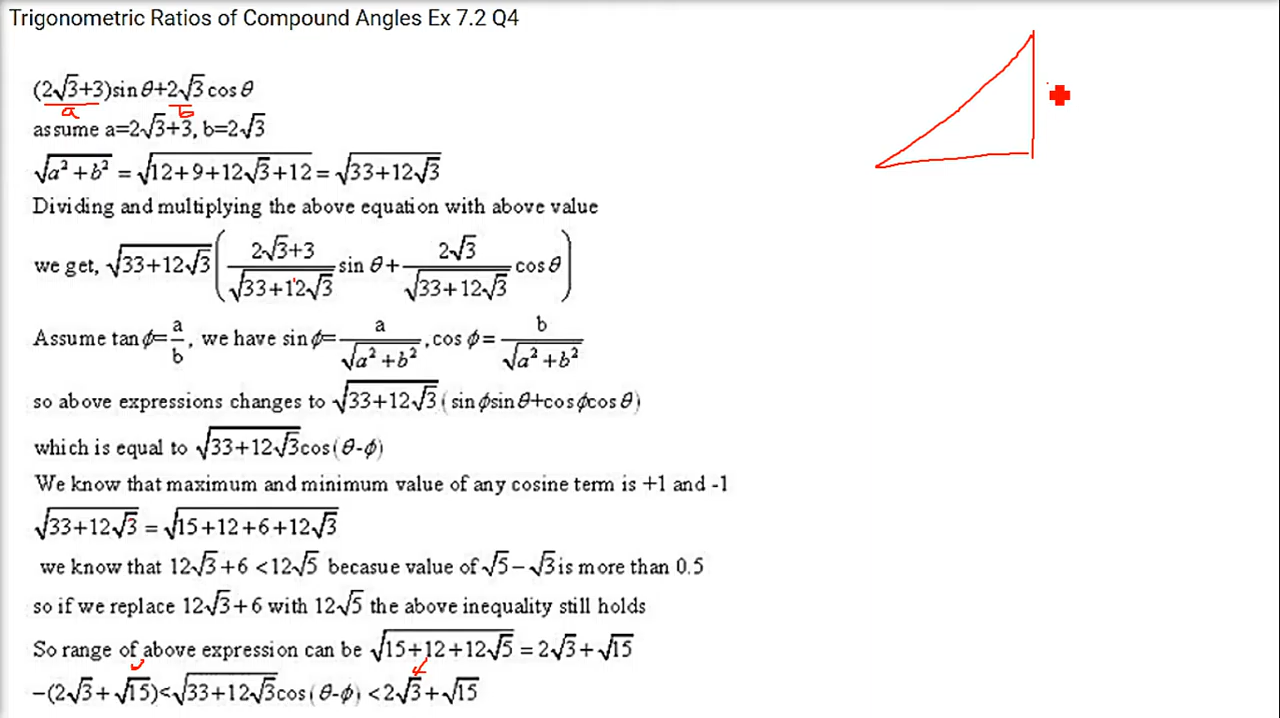 Trigonometric Ratios of Compound Angles Ex 7.2 Q4
(2√3+3)sinθ+2√3cosθ
a b
assume a=2√3+3, b=2√3
√(a²+b²) = √(12+9+12√3+12) = √(33+12√3)
Dividing and multiplying the above equation with above value
we get, √(33+12√3) ( (2√3+3)/√(33+12√3) sin θ + 2√3/√(33+12√3) cosθ )
Assume tan ϕ= a/b, we have sin ϕ= a/√(a²+b²), cos ϕ = b/√(a²+b²)
so above expressions changes to √(33+12√3)(sinϕsinθ+cosϕcosθ)
which is equal to √(33+12√3)cos(θ-ϕ)
We know that maximum and minimum value of any cosine term is +1 and -1
√(33+12√3) = √(15+12+6+12√3)
we know that 12√3+6 <12√5 becasue value of √5-√3 is more than 0.5
so if we replace 12√3+6 with 12√5 the above inequality still holds
So range of above expression can be √(15+12+12√5) = 2√3+√15
-(2√3+√15)<√(33+12√3)cos(θ-ϕ) <2√3+√15